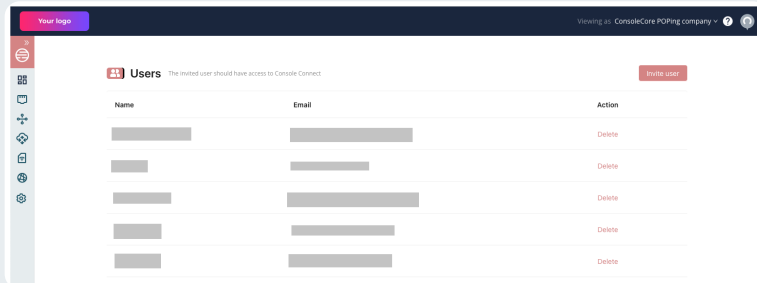 Your logo
Viewing as ConsoleCore POPing company
Users The invited user should have access to Console Connect
Invite user
Name Email Action
Delete
Delete
Delete
Delete
Delete